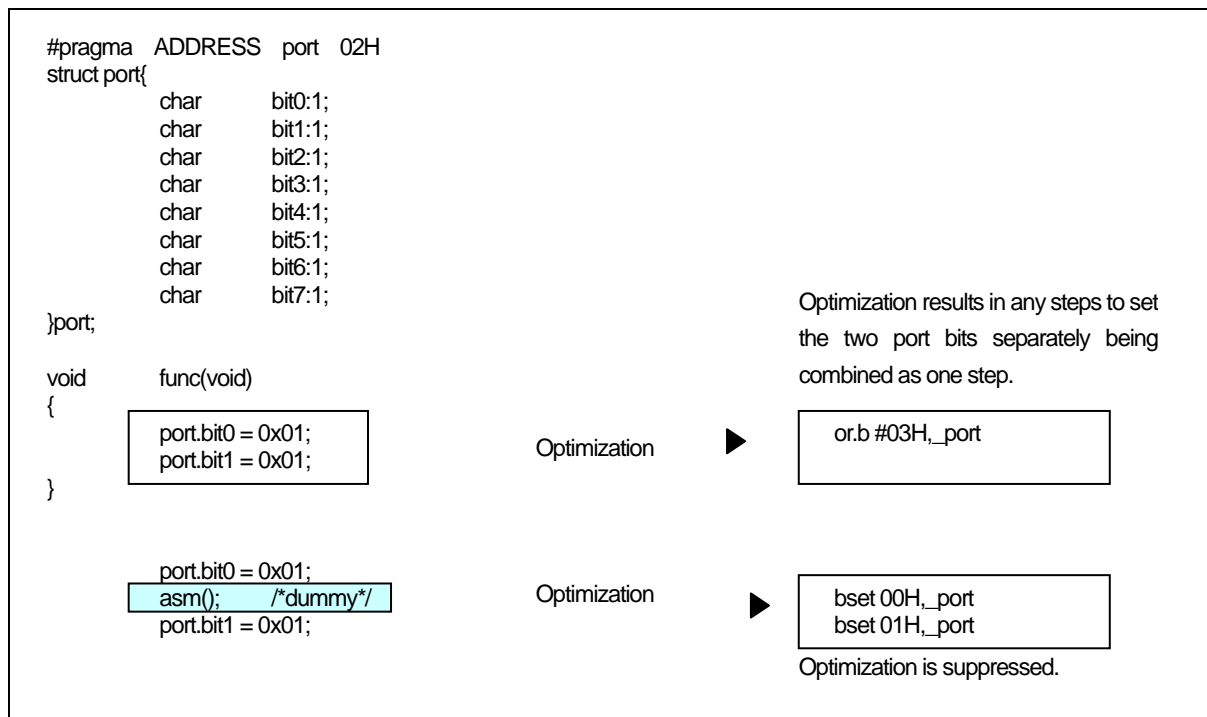 #pragma ADDRESS port 02H
struct port{
char bit0:1;
char bit1:1;
char bit2:1;
char bit3:1;
char bit4:1;
char bit5:1;
char bit6:1;
char bit7:1;
}port;
void func(void)
{
port.bit0 = 0x01;
port.bit1 = 0x01;
}
Optimization
Optimization results in any steps to set
the two port bits separately being
combined as one step.
or.b #03H,_port
port.bit0 = 0x01;
asm(); /*dummy*/
port.bit1 = 0x01;
Optimization
bset 00H,_port
bset 01H,_port
Optimization is suppressed.